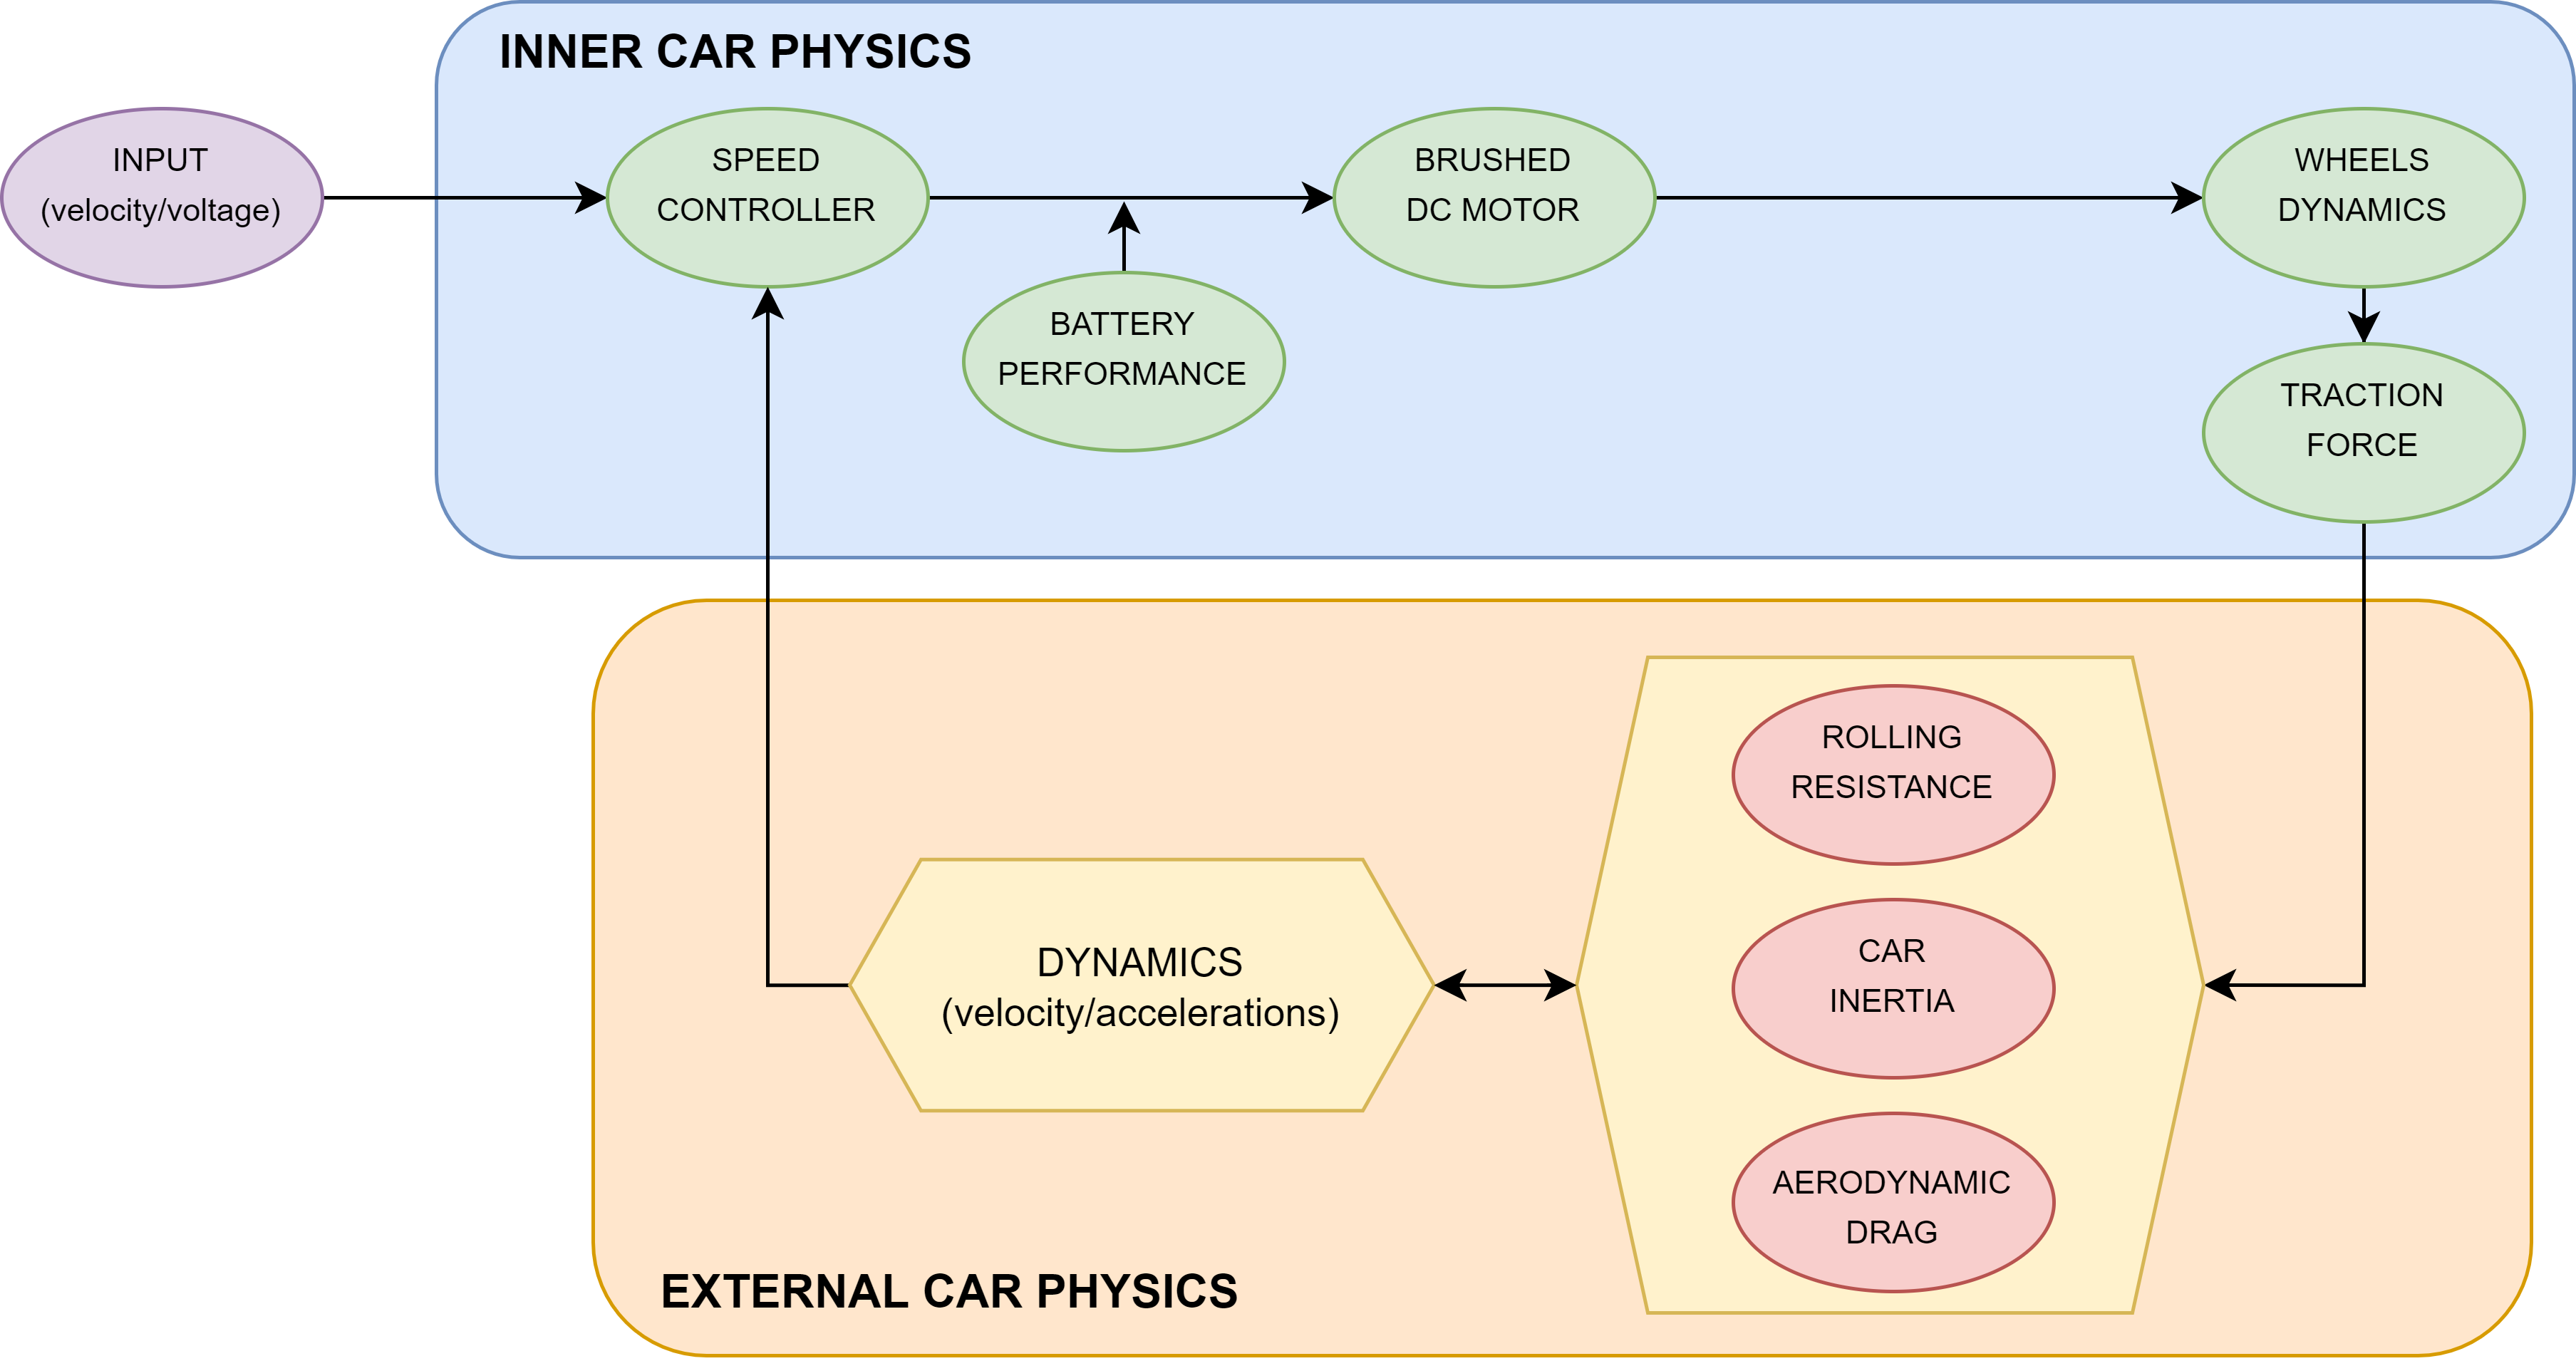 INNER CAR PHYSICS
INPUT
(velocity/voltage)
SPEED
CONTROLLER
BRUSHED
DC MOTOR
WHEELS
DYNAMICS
BATTERY
PERFORMANCE
TRACTION
FORCE
ROLLING
RESISTANCE
DYNAMICS
(velocity/accelerations)
CAR
INERTIA
AERODYNAMIC
DRAG
EXTERNAL CAR PHYSICS